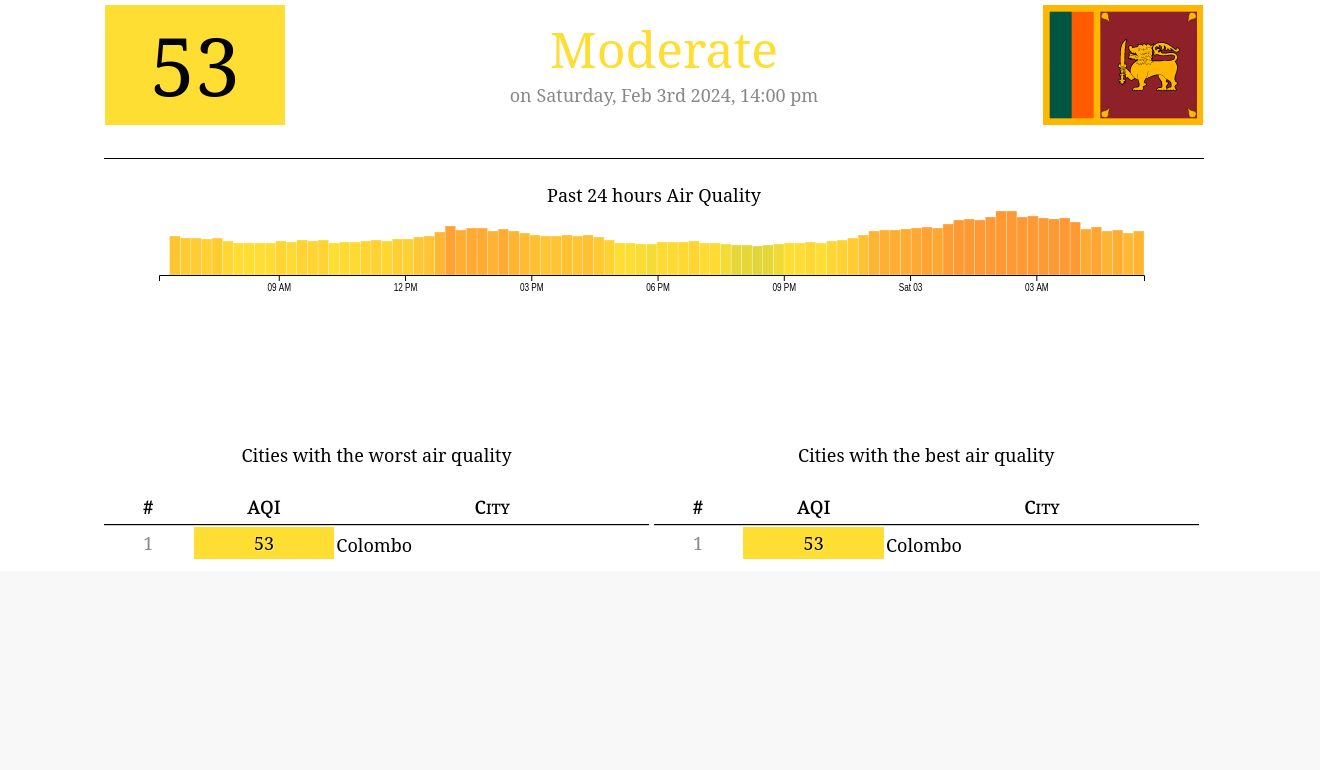 53
Moderate
on Saturday, Feb 3rd 2024, 14:00 pm
Past 24 hours Air Quality
09 AM 12 PM 03 PM 06 PM 09 PM Sat 03 03 AM
Cities with the worst air quality
# AQI City
1 53 Colombo
Cities with the best air quality
# AQI City
1 53 Colombo